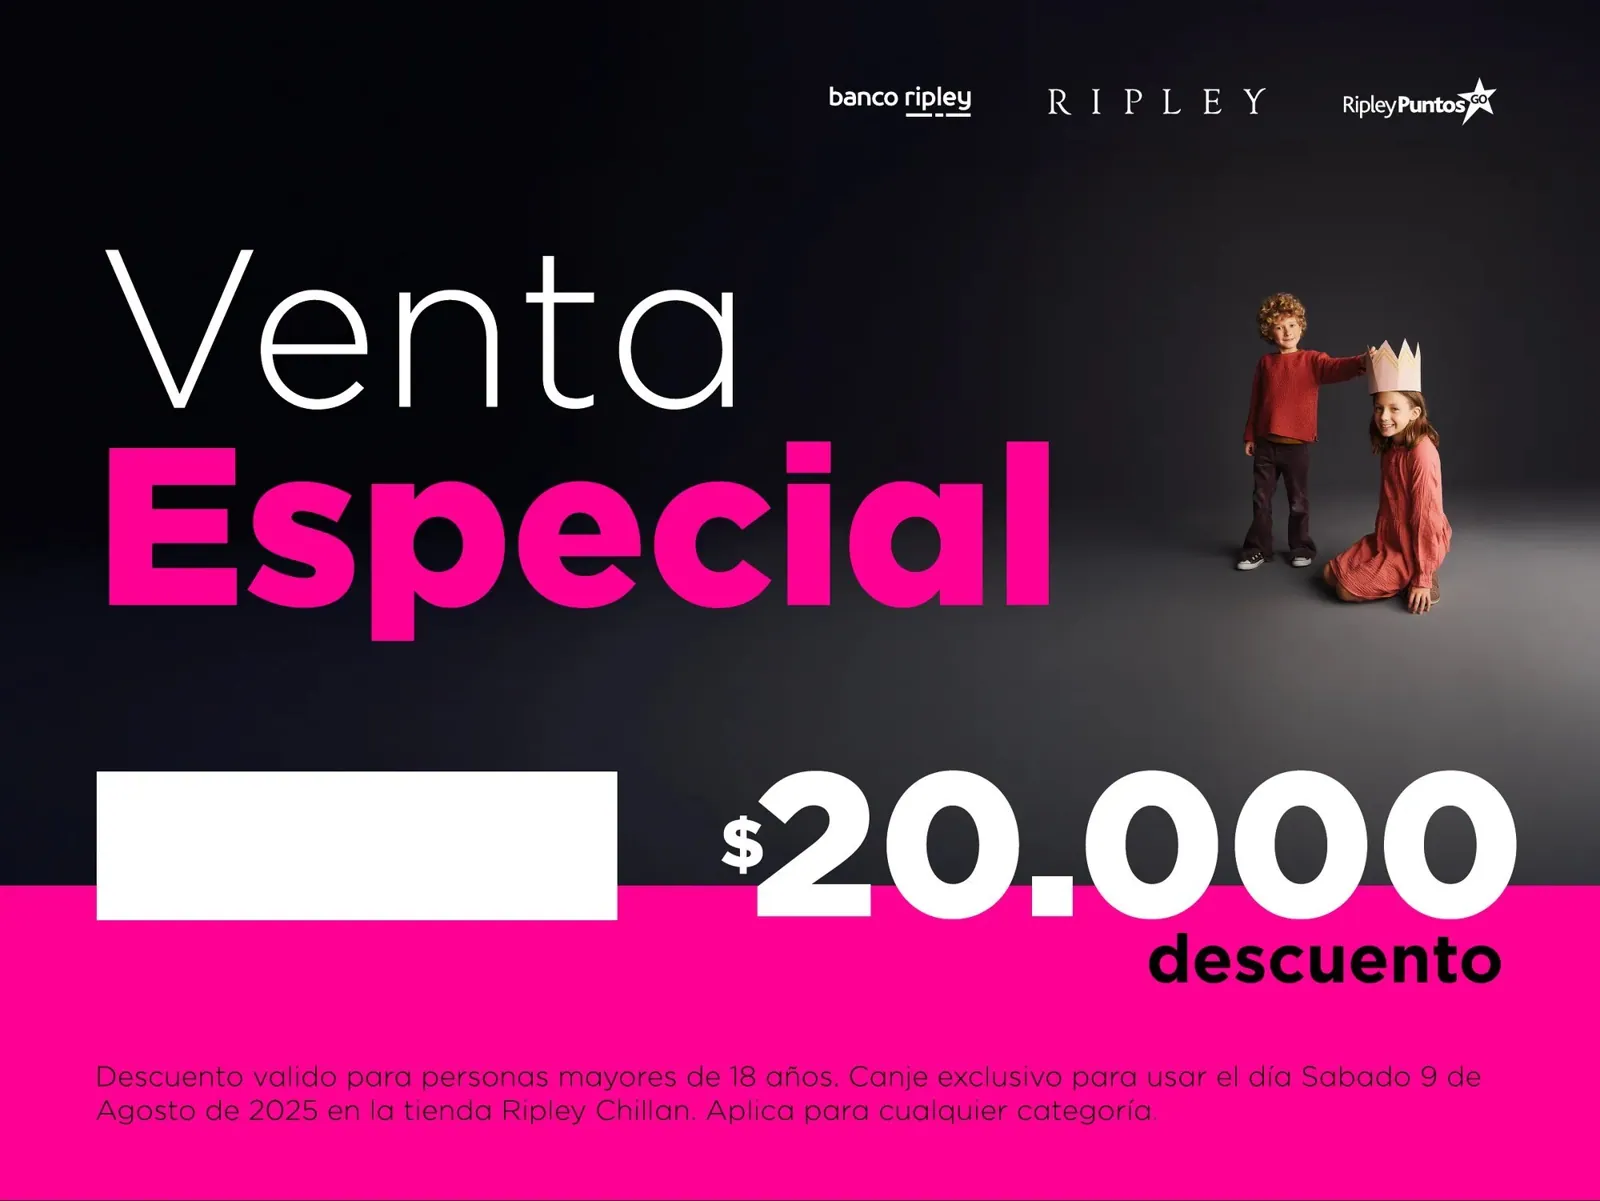 banco ripley
RIPLEY
RipleyPuntos GO
Venta
Especial
$20.000
descuento
Descuento valido para personas mayores de 18 años. Canje exclusivo para usar el día Sabado 9 de
Agosto de 2025 en la tienda Ripley Chillan. Aplica para cualquier categoría.